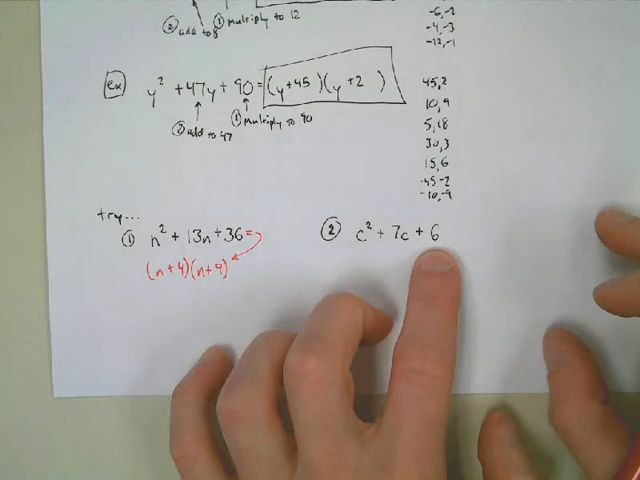 ② add to 8 ① multiply to 12
-6,-2
-4,-3
-12,-1
ex y² + 47y + 90 = (y+45)(y+2)
② add to 47 ① multiply to 90
45,2
10,9
5,18
30,3
15,6
-45,-2
-10,-9
try...
① n² + 13n + 36 =
(n+4)(n+9)
② c² + 7c + 6